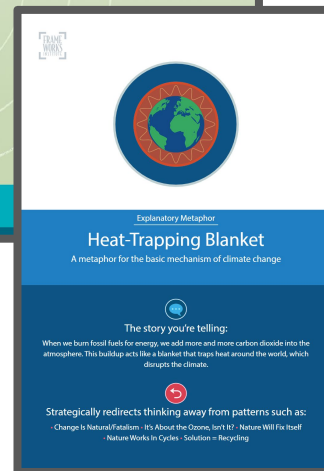 FRAME
WORKS
INSTITUTE
Explanatory Metaphor
Heat-Trapping Blanket
A metaphor for the basic mechanism of climate change
The story you're telling:
When we burn fossil fuels for energy, we add more and more carbon dioxide into the
atmosphere. This buildup acts like a blanket that traps heat around the world, which
disrupts the climate.
Strategically redirects thinking away from patterns such as:
· Change Is Natural/Fatalism · It's About the Ozone, Isn't It? · Nature Will Fix Itself
· Nature Works In Cycles · Solution = Recycling